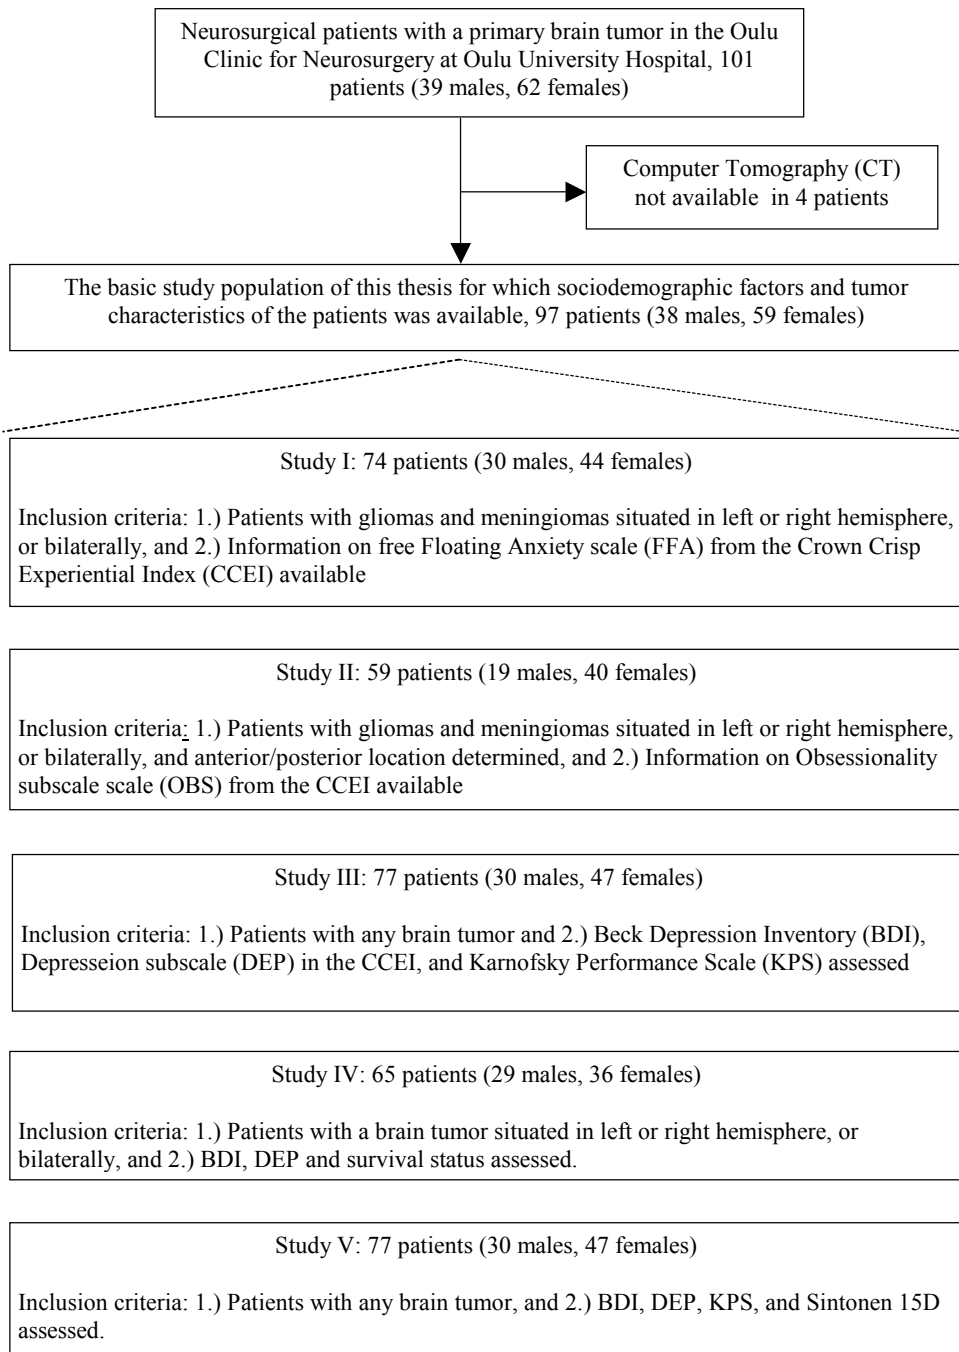 Neurosurgical patients with a primary brain tumor in the Oulu
Clinic for Neurosurgery at Oulu University Hospital, 101
patients (39 males, 62 females)
Computer Tomography (CT)
not available in 4 patients
The basic study population of this thesis for which sociodemographic factors and tumor
characteristics of the patients was available, 97 patients (38 males, 59 females)
Study I: 74 patients (30 males, 44 females)
Inclusion criteria: 1.) Patients with gliomas and meningiomas situated in left or right hemisphere,
or bilaterally, and 2.) Information on free Floating Anxiety scale (FFA) from the Crown Crisp
Experiential Index (CCEI) available
Study II: 59 patients (19 males, 40 females)
Inclusion criteria: 1.) Patients with gliomas and meningiomas situated in left or right hemisphere,
or bilaterally, and anterior/posterior location determined, and 2.) Information on Obsessionality
subscale scale (OBS) from the CCEI available
Study III: 77 patients (30 males, 47 females)
Inclusion criteria: 1.) Patients with any brain tumor and 2.) Beck Depression Inventory (BDI),
Depresseion subscale (DEP) in the CCEI, and Karnofsky Performance Scale (KPS) assessed
Study IV: 65 patients (29 males, 36 females)
Inclusion criteria: 1.) Patients with a brain tumor situated in left or right hemisphere, or
bilaterally, and 2.) BDI, DEP and survival status assessed.
Study V: 77 patients (30 males, 47 females)
Inclusion criteria: 1.) Patients with any brain tumor, and 2.) BDI, DEP, KPS, and Sintonen 15D
assessed.